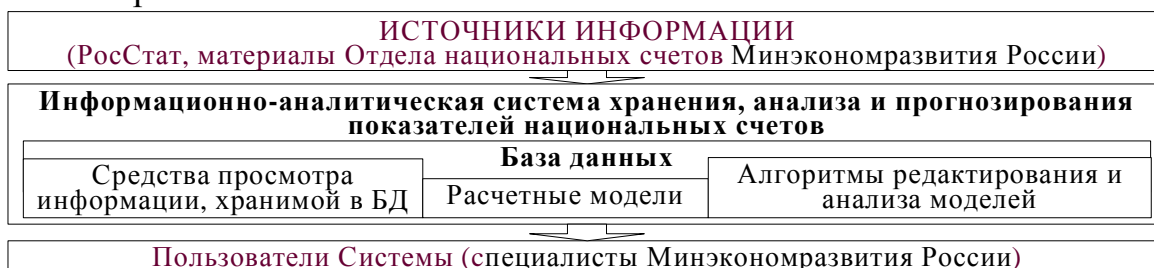 ИСТОЧНИКИ ИНФОРМАЦИИ
(РосСтат, материалы Отдела национальных счетов Минэкономразвития России)
Информационно-аналитическая система хранения, анализа и прогнозирования
показателей национальных счетов
База данных
Средства просмотра
информации, хранимой в БД
Расчетные модели
Алгоритмы редактирования и
анализа моделей
Пользователи Системы (специалисты Минэкономразвития России)